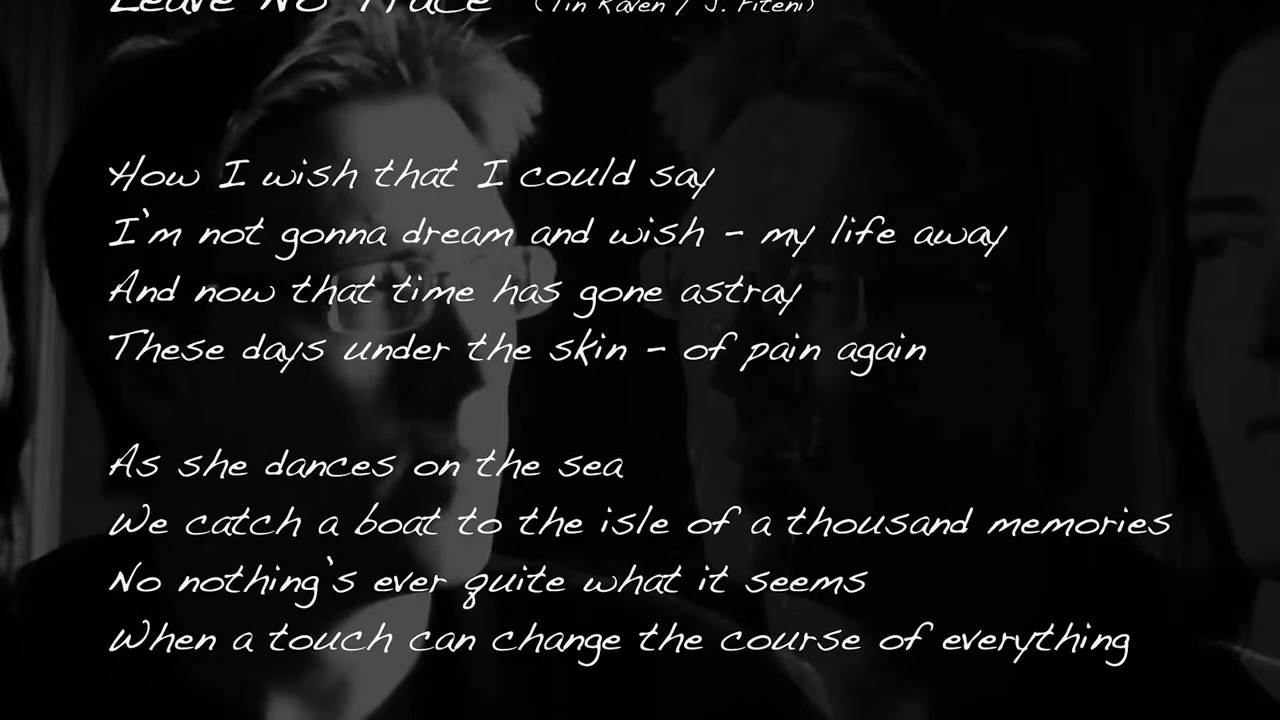 Leave No Trace (Tin Raven / J. Fiteni)
How I wish that I could say
I'm not gonna dream and wish - my life away
And now that time has gone astray
These days under the skin - of pain again
As she dances on the sea
We catch a boat to the isle of a thousand memories
No nothing's ever quite what it seems
When a touch can change the course of everything